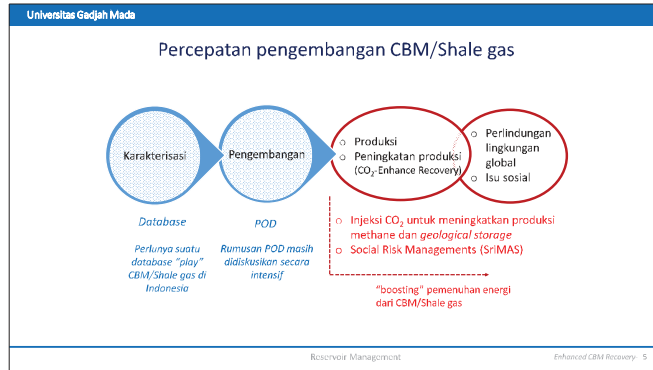 Universitas Gadjah Mada
Percepatan pengembangan CBM/Shale gas
Karakterisasi
Pengembangan
o Produksi
o Peningkatan produksi
(CO₂-Enhance Recovery)
o Perlindungan
lingkungan
global
o Isu sosial
Database
Perlunya suatu
database "play"
CBM/Shale gas di
Indonesia
POD
Rumusan POD masih
didiskusikan secara
intensif
o Injeksi CO₂ untuk meningkatkan produksi
methane dan geological storage
o Social Risk Managements (SriMAS)
"boosting" pemenuhan energi
dari CBM/Shale gas
Reservoir Management
Enhanced CBM Recovery- 5